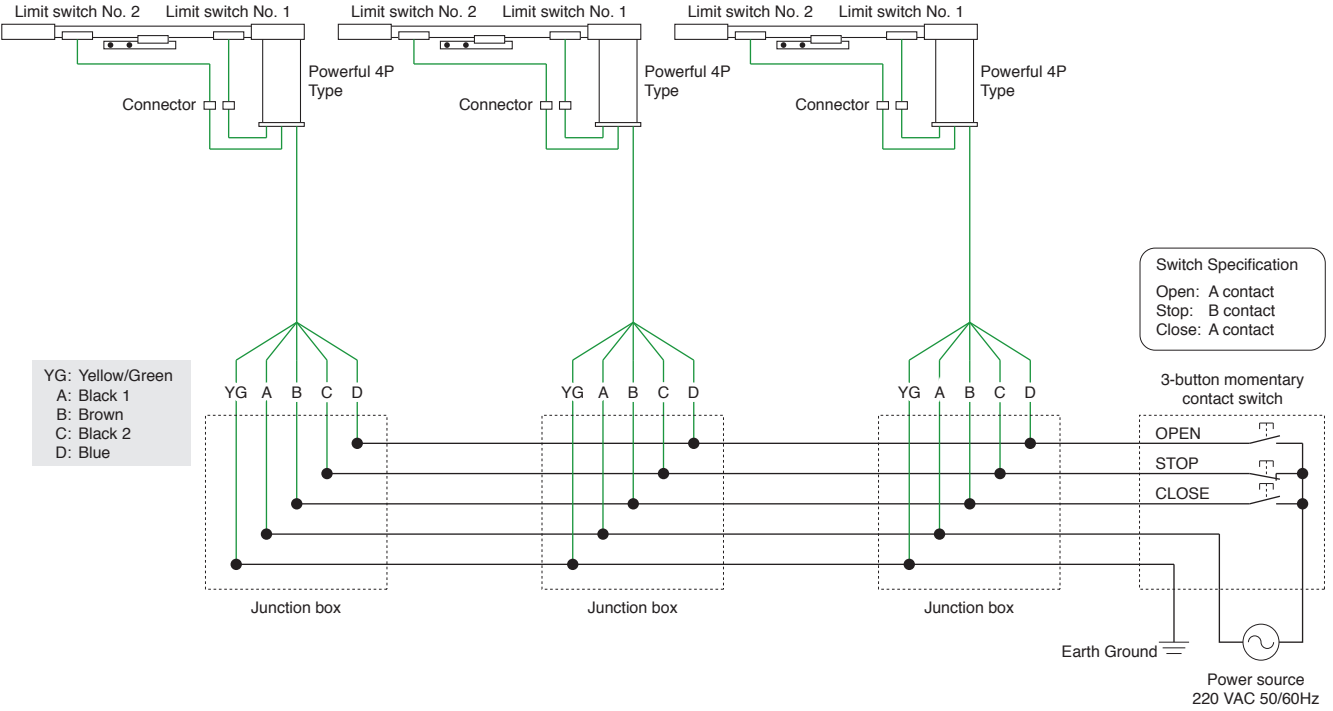 Limit switch No. 2
Limit switch No. 1
Limit switch No. 2
Limit switch No. 1
Limit switch No. 2
Limit switch No. 1
Powerful 4P
Type
Powerful 4P
Type
Powerful 4P
Type
Connector
Connector
Connector
Switch Specification
Open: A contact
Stop: B contact
Close: A contact
YG: Yellow/Green
A: Black 1
B: Brown
C: Black 2
D: Blue
YG A B C D
YG A B C D
YG A B C D
3-button momentary
contact switch
OPEN
STOP
CLOSE
Junction box
Junction box
Junction box
Earth Ground
Power source
220 VAC 50/60Hz